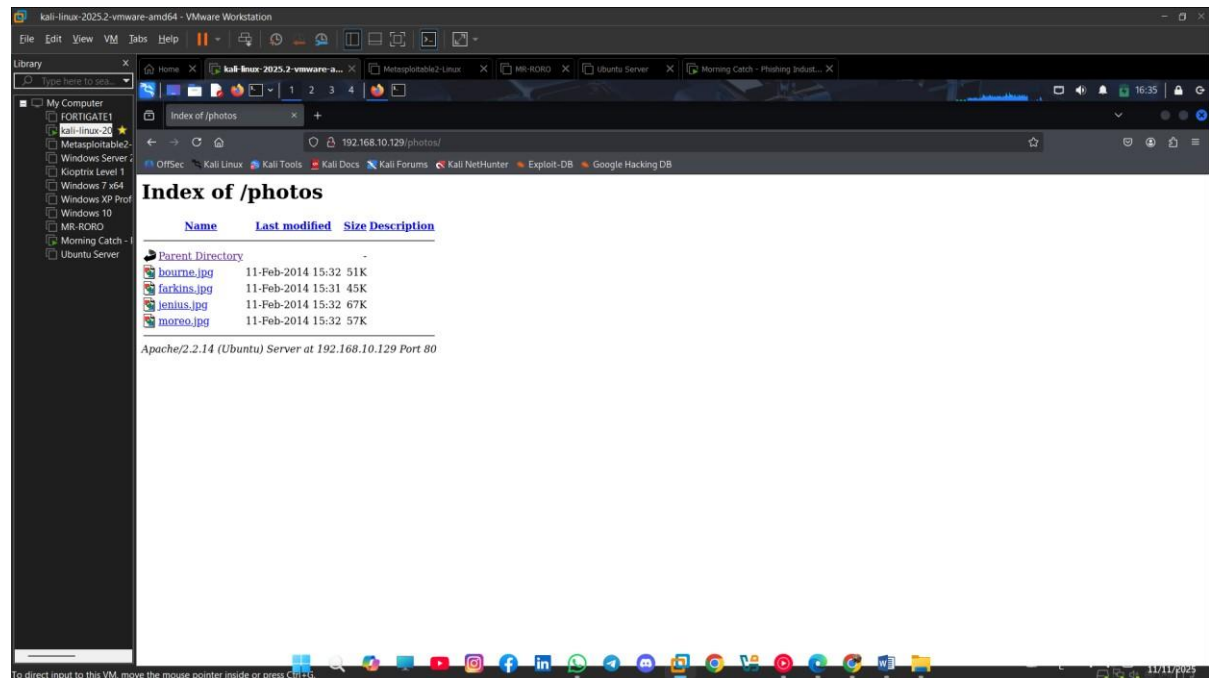 kali-linux-2025.2-vmware-amd64 - VMware Workstation
File Edit View VM Tabs Help
Library
Type here to sea...
Home
kali-linux-2025.2-vmware-a...
Metasploitable2-Linux
MR-RORO
Ubuntu Server
Morning Catch - Phishing Indust...
1 2 3 4
16:35
My Computer
FORTIGATE1
kali-linux-20
Metasploitable2-
Windows Server 2
Kioptrix Level 1
Windows 7 x64
Windows XP Prof
Windows 10
MR-RORO
Morning Catch - I
Ubuntu Server
Index of /photos
192.168.10.129/photos/
OffSec Kali Linux Kali Tools Kali Docs Kali Forums Kali NetHunter Exploit-DB Google Hacking DB
Index of /photos
Name Last modified Size Description
Parent Directory -
bourne.jpg 11-Feb-2014 15:32 51K
farkins.jpg 11-Feb-2014 15:31 45K
jenius.jpg 11-Feb-2014 15:32 67K
moreo.jpg 11-Feb-2014 15:32 57K
Apache/2.2.14 (Ubuntu) Server at 192.168.10.129 Port 80
To direct input to this VM, move the mouse pointer inside or press Ctrl+G.
11/11/2025